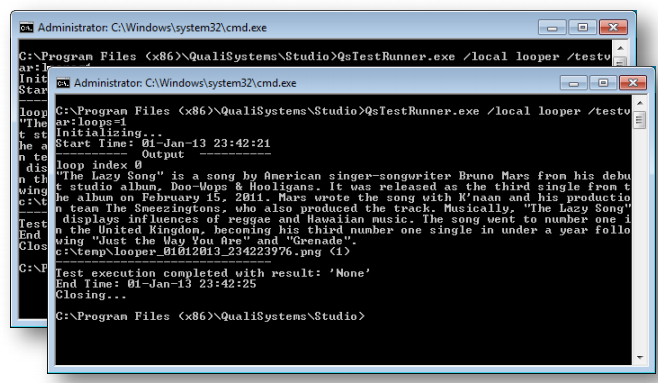 Administrator: C:\Windows\system32\cmd.exe
C:\Program Files (x86)\QualiSystems\Studio>QsTestRunner.exe /local looper /testv
Init
Star
loop
"The
t st
he a
n te
dis
n th
wing
c:\t
Test
End
Clos
C:\P
Administrator: C:\Windows\system32\cmd.exe
C:\Program Files (x86)\QualiSystems\Studio>QsTestRunner.exe /local looper /testv
ar:loops=1
Initializing...
Start Time: 01-Jan-13 23:42:21
---------- Output ----------
loop index 0
"The Lazy Song" is a song by American singer-songwriter Bruno Mars from his debu
t studio album, Doo-Wops & Hooligans. It was released as the third single from t
he album on February 15, 2011. Mars wrote the song with K'naan and his productio
n team The Smeezingtons, who also produced the track. Musically, "The Lazy Song"
displays influences of reggae and Hawaiian music. The song went to number one i
n the United Kingdom, becoming his third number one single in under a year follo
wing "Just the Way You Are" and "Grenade".
c:\temp\looper_01012013_234223976.png (1)
----------------------------
Test execution completed with result: 'None'
End Time: 01-Jan-13 23:42:25
Closing...
C:\Program Files (x86)\QualiSystems\Studio>